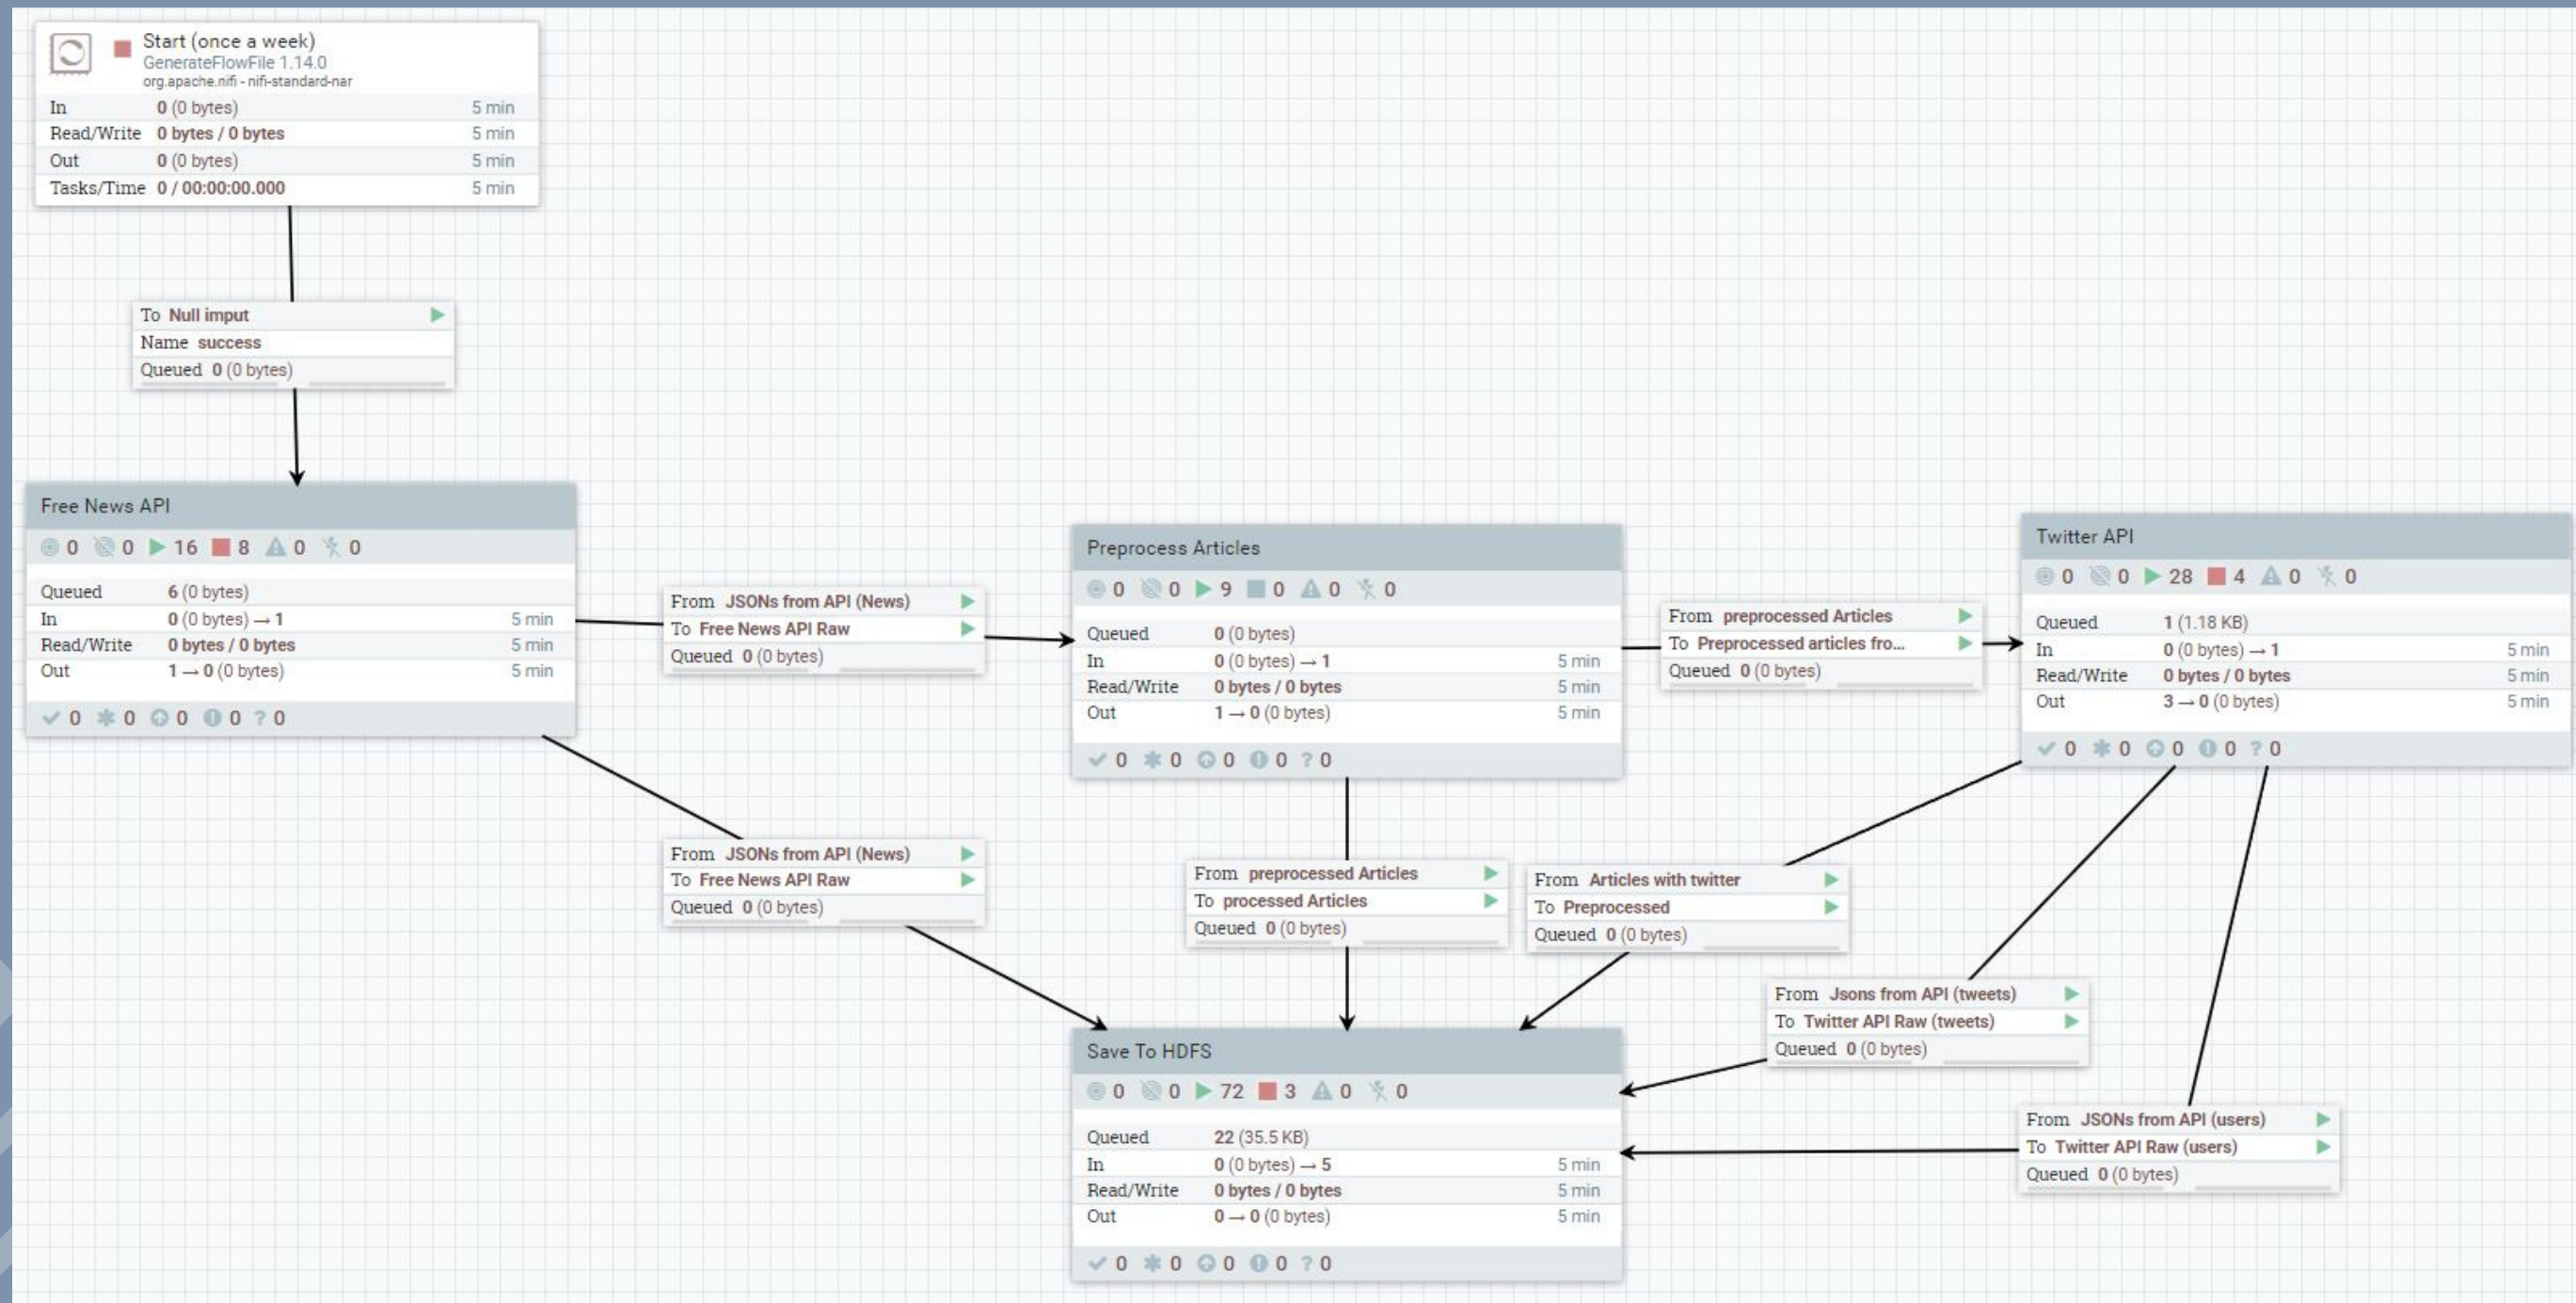 Start (once a week)
GenerateFlowFile 1.14.0
org.apache.nifi - nifi-standard-nar
In 0 (0 bytes) 5 min
Read/Write 0 bytes / 0 bytes 5 min
Out 0 (0 bytes) 5 min
Tasks/Time 0 / 00:00:00.000 5 min
To Null imput
Name success
Queued 0 (0 bytes)
Free News API
0 0 16 8 0 0
Queued 6 (0 bytes)
In 0 (0 bytes) → 1 5 min
Read/Write 0 bytes / 0 bytes 5 min
Out 1 → 0 (0 bytes) 5 min
0 0 0 0 ? 0
From JSONs from API (News)
To Free News API Raw
Queued 0 (0 bytes)
Preprocess Articles
0 0 9 0 0 0
Queued 0 (0 bytes)
In 0 (0 bytes) → 1 5 min
Read/Write 0 bytes / 0 bytes 5 min
Out 1 → 0 (0 bytes) 5 min
0 0 0 0 ? 0
From preprocessed Articles
To Preprocessed articles fro...
Queued 0 (0 bytes)
Twitter API
0 0 28 4 0 0
Queued 1 (1.18 KB)
In 0 (0 bytes) → 1 5 min
Read/Write 0 bytes / 0 bytes 5 min
Out 3 → 0 (0 bytes) 5 min
0 0 0 0 ? 0
From JSONs from API (News)
To Free News API Raw
Queued 0 (0 bytes)
From preprocessed Articles
To processed Articles
Queued 0 (0 bytes)
From Articles with twitter
To Preprocessed
Queued 0 (0 bytes)
From Jsons from API (tweets)
To Twitter API Raw (tweets)
Queued 0 (0 bytes)
From JSONs from API (users)
To Twitter API Raw (users)
Queued 0 (0 bytes)
Save To HDFS
0 0 72 3 0 0
Queued 22 (35.5 KB)
In 0 (0 bytes) → 5 5 min
Read/Write 0 bytes / 0 bytes 5 min
Out 0 → 0 (0 bytes) 5 min
0 0 0 0 ? 0